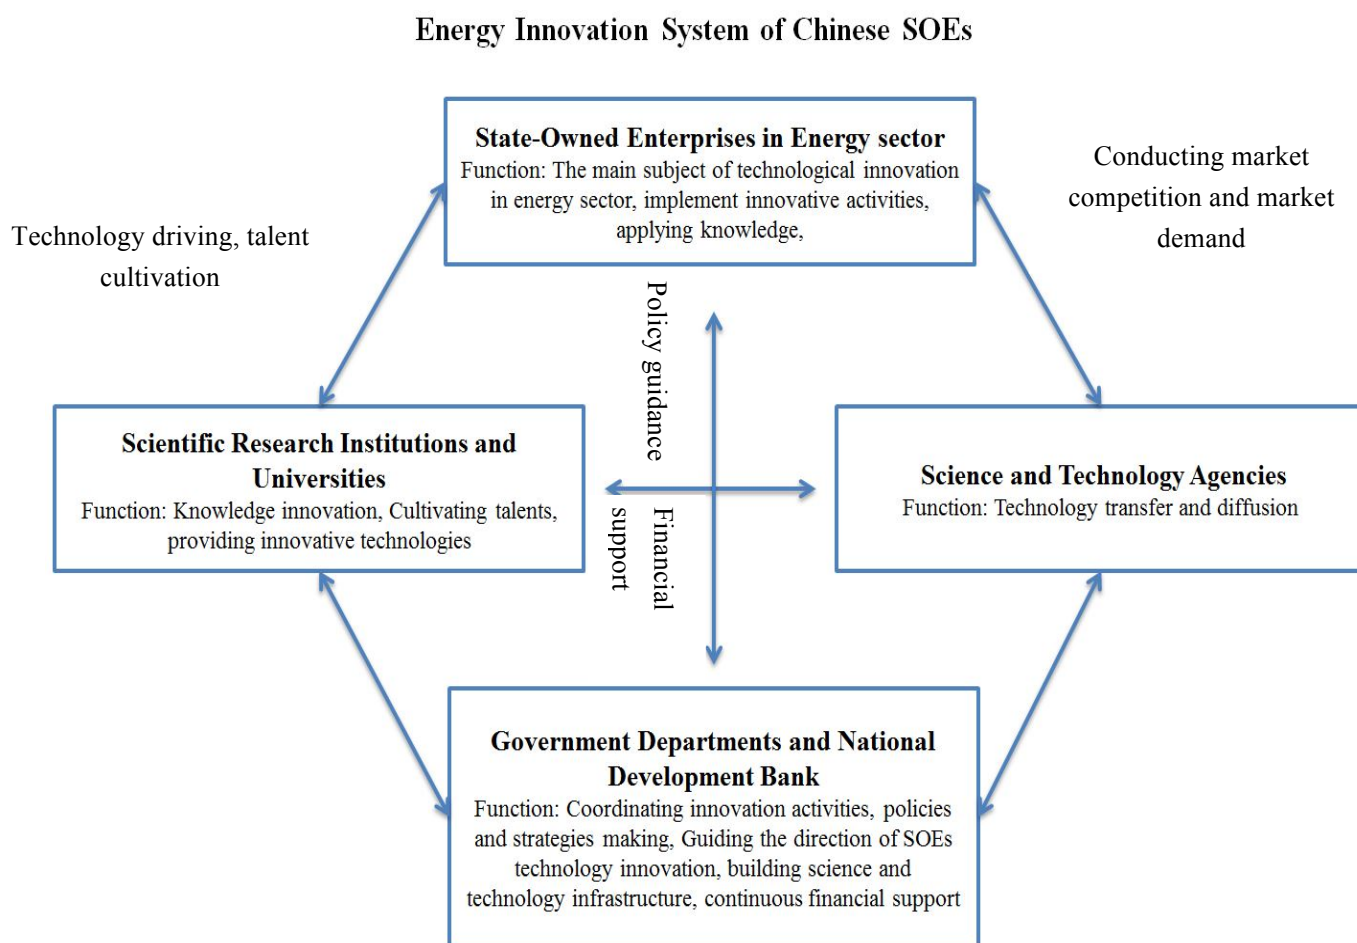 Energy Innovation System of Chinese SOEs
State-Owned Enterprises in Energy sector
Function: The main subject of technological innovation
in energy sector, implement innovative activities,
applying knowledge,
Conducting market
competition and market
demand
Technology driving, talent
cultivation
Policy guidance
Scientific Research Institutions and
Universities
Function: Knowledge innovation, Cultivating talents,
providing innovative technologies
Science and Technology Agencies
Function: Technology transfer and diffusion
Financial
support
Government Departments and National
Development Bank
Function: Coordinating innovation activities, policies
and strategies making, Guiding the direction of SOEs
technology innovation, building science and
technology infrastructure, continuous financial support